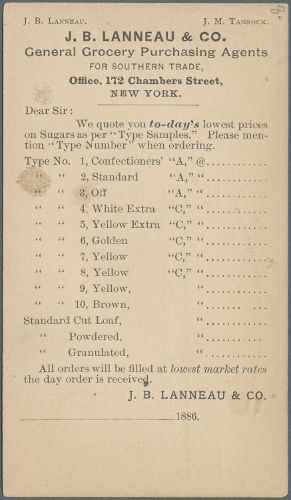 J. B. LANNEAU. J. M. TANNOCK.
J. B. LANNEAU & CO.
General Grocery Purchasing Agents
FOR SOUTHERN TRADE,
Office, 172 Chambers Street,
NEW YORK.
Dear Sir:
We quote you to-day's lowest prices
on Sugars as per "Type Samples." Please men-
tion "Type Number" when ordering.
Type No. 1, Confectioners' "A," @............
" " 2, Standard "A," "............
" " 3, Off "A," "............
" " 4, White Extra "C," "............
" " 5, Yellow Extra "C," "............
" " 6, Golden "C," "............
" " 7, Yellow "C," "............
" " 8, Yellow "C," "............
" " 9, Yellow, "............
" " 10, Brown, "............
Standard Cut Loaf, "............
" Powdered, "............
" Granulated, "............
All orders will be filled at lowest market rates
the day order is received.
J. B. LANNEAU & CO.
........................................1886.